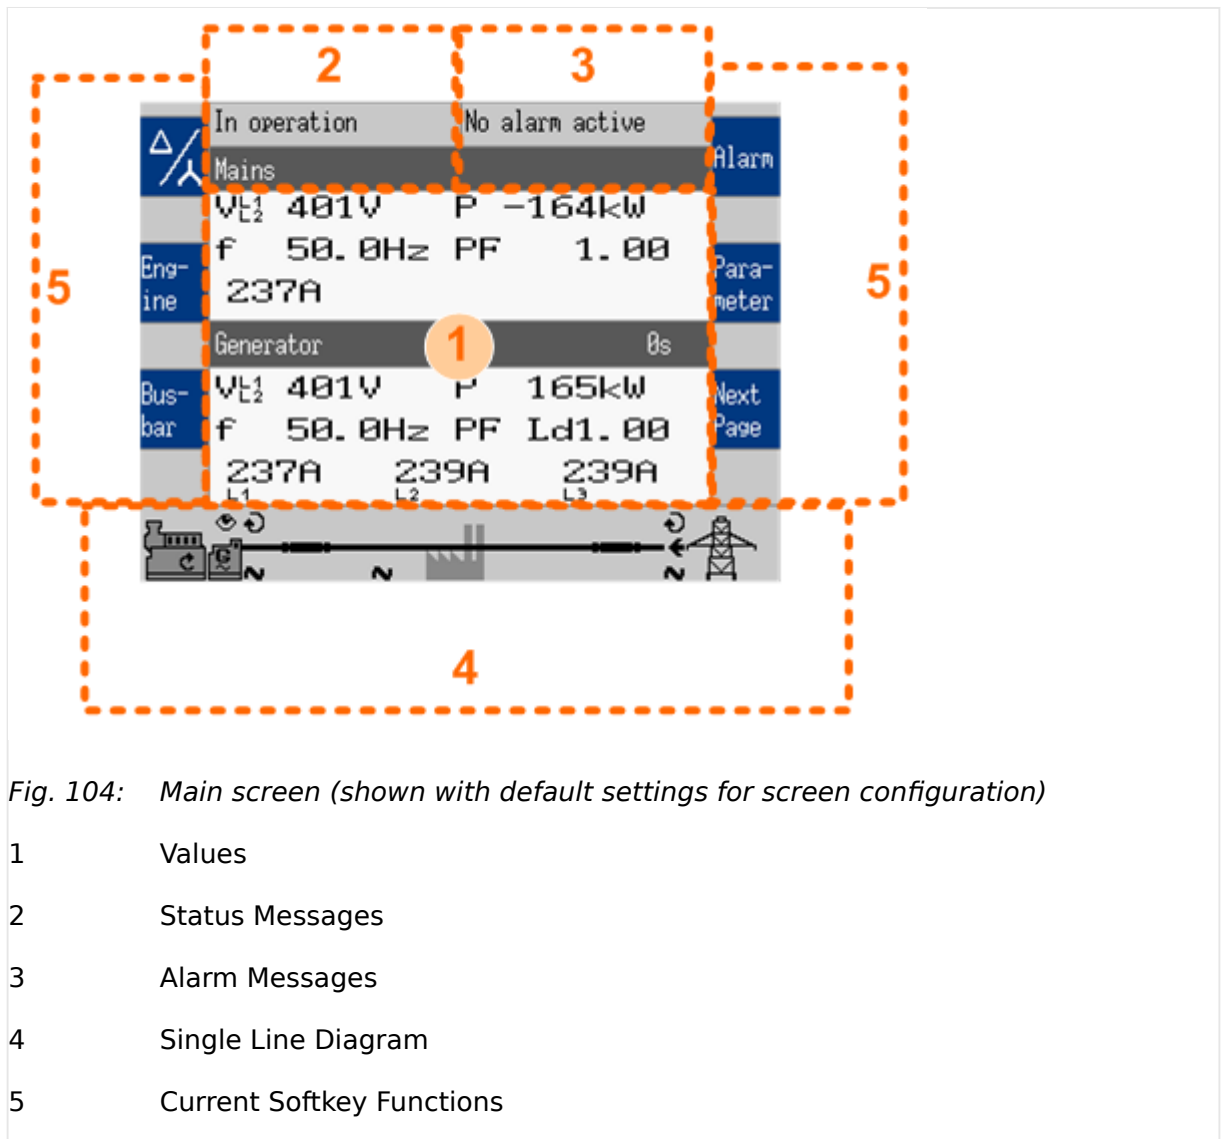 2 3
In operation No alarm active
Mains
Alarm
VL1L2 401V P -164kW
f 50.0Hz PF 1.00
237A
Eng-
ine
Para-
meter
5
5
Generator 1 0s
VL1L2 401V P 165kW
f 50.0Hz PF Ld1.00
237A 239A 239A
L1 L2 L3
Bus-
bar
Next
Page
G
4
Fig. 104: Main screen (shown with default settings for screen configuration)
1 Values
2 Status Messages
3 Alarm Messages
4 Single Line Diagram
5 Current Softkey Functions